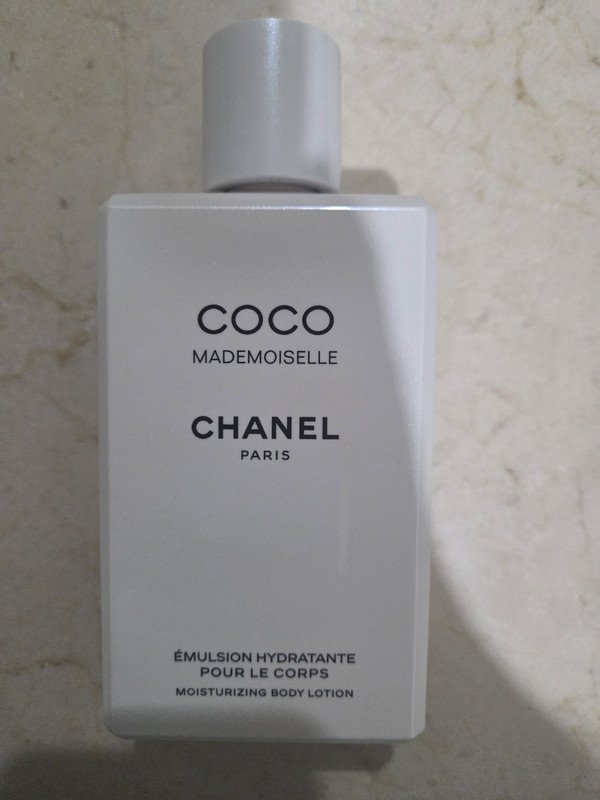 COCO
MADEMOISELLE
CHANEL
PARIS
ÉMULSION HYDRATANTE
POUR LE CORPS
MOISTURIZING BODY LOTION